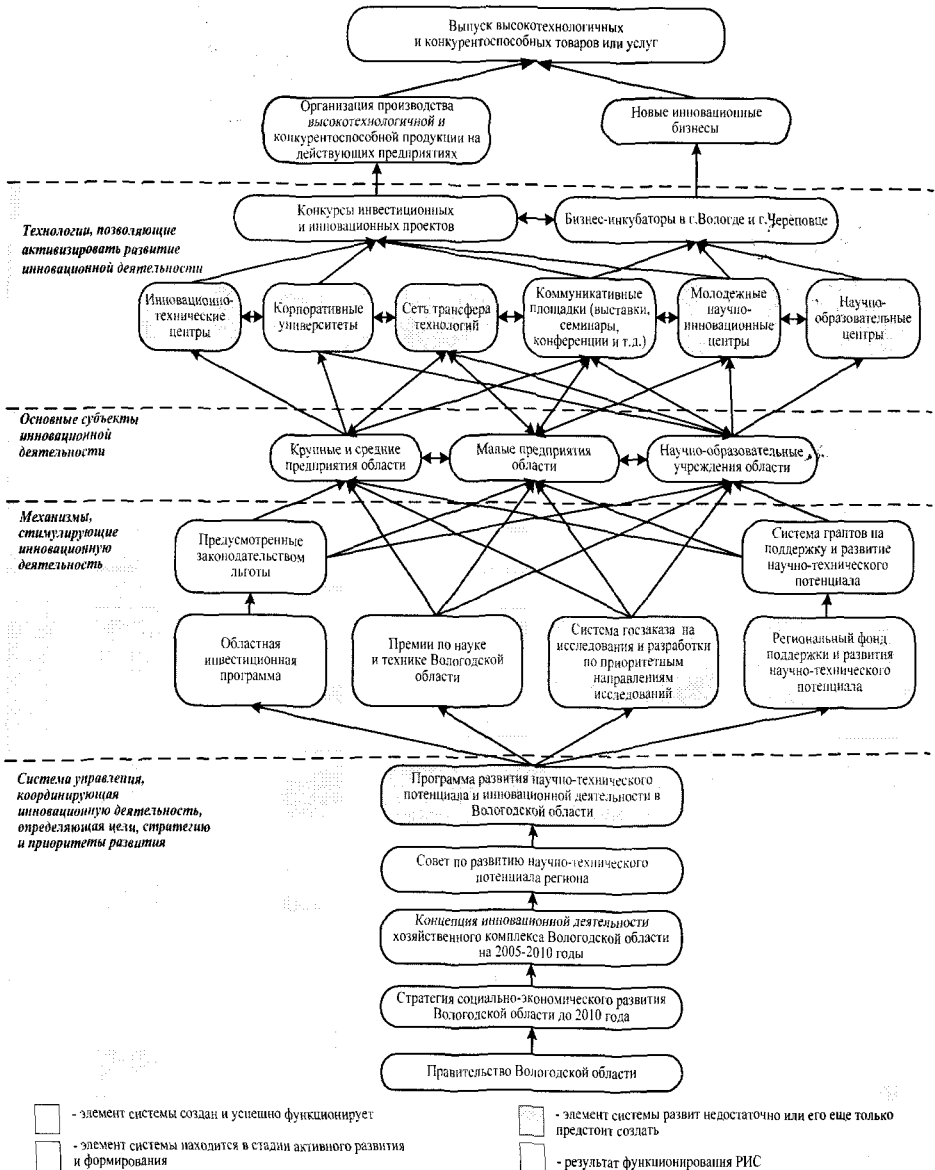 Выпуск высокотехнологичных
и конкурентоспособных товаров или услуг
Организация производства
высокотехнологичной и
конкурентоспособной продукции на
действующих предприятиях
Новые инновационные
бизнесы
Технологии, позволяющие
активизировать развитие
инновационной деятельности
Конкурсы инвестиционных
и инновационных проектов
Бизнес-инкубаторы в г.Вологде и г.Череповце
Инновационно-
технические
центры
Корпоративные
университеты
Сеть трансфера
технологий
Коммуникативные
площадки (выставки,
семинары,
конференции и т.д.)
Молодежные
научно-
инновационные
центры
Научно-
образовательные
центры
Основные субъекты
инновационной
деятельности
Крупные и средние
предприятия области
Малые предприятия
области
Научно-образовательные
учреждения области
Механизмы,
стимулирующие
инновационную
деятельность
Предусмотренные
законодательством
льготы
Система грантов на
поддержку и развитие
научно-технического
потенциала
Областная
инвестиционная
программа
Премии по науке
и технике Вологодской
области
Система госзаказа на
исследования и разработки
по приоритетным
направлениям
исследований
Региональный фонд
поддержки и развития
научно-технического
потенциала
Система управления,
координирующая
инновационную деятельность,
определяющая цели, стратегию
и приоритеты развития
Программа развития научно-технического
потенциала и инновационной деятельности в
Вологодской области
Совет по развитию научно-технического
потенциала региона
Концепция инновационной деятельности
хозяйственного комплекса Вологодской области
на 2005-2010 годы
Стратегия социально-экономического развития
Вологодской области до 2010 года
Правительство Вологодской области
- элемент системы создан и успешно функционирует
- элемент системы находится в стадии активного развития
и формирования
- элемент системы развит недостаточно или его еще только
предстоит создать
- результат функционирования РИС